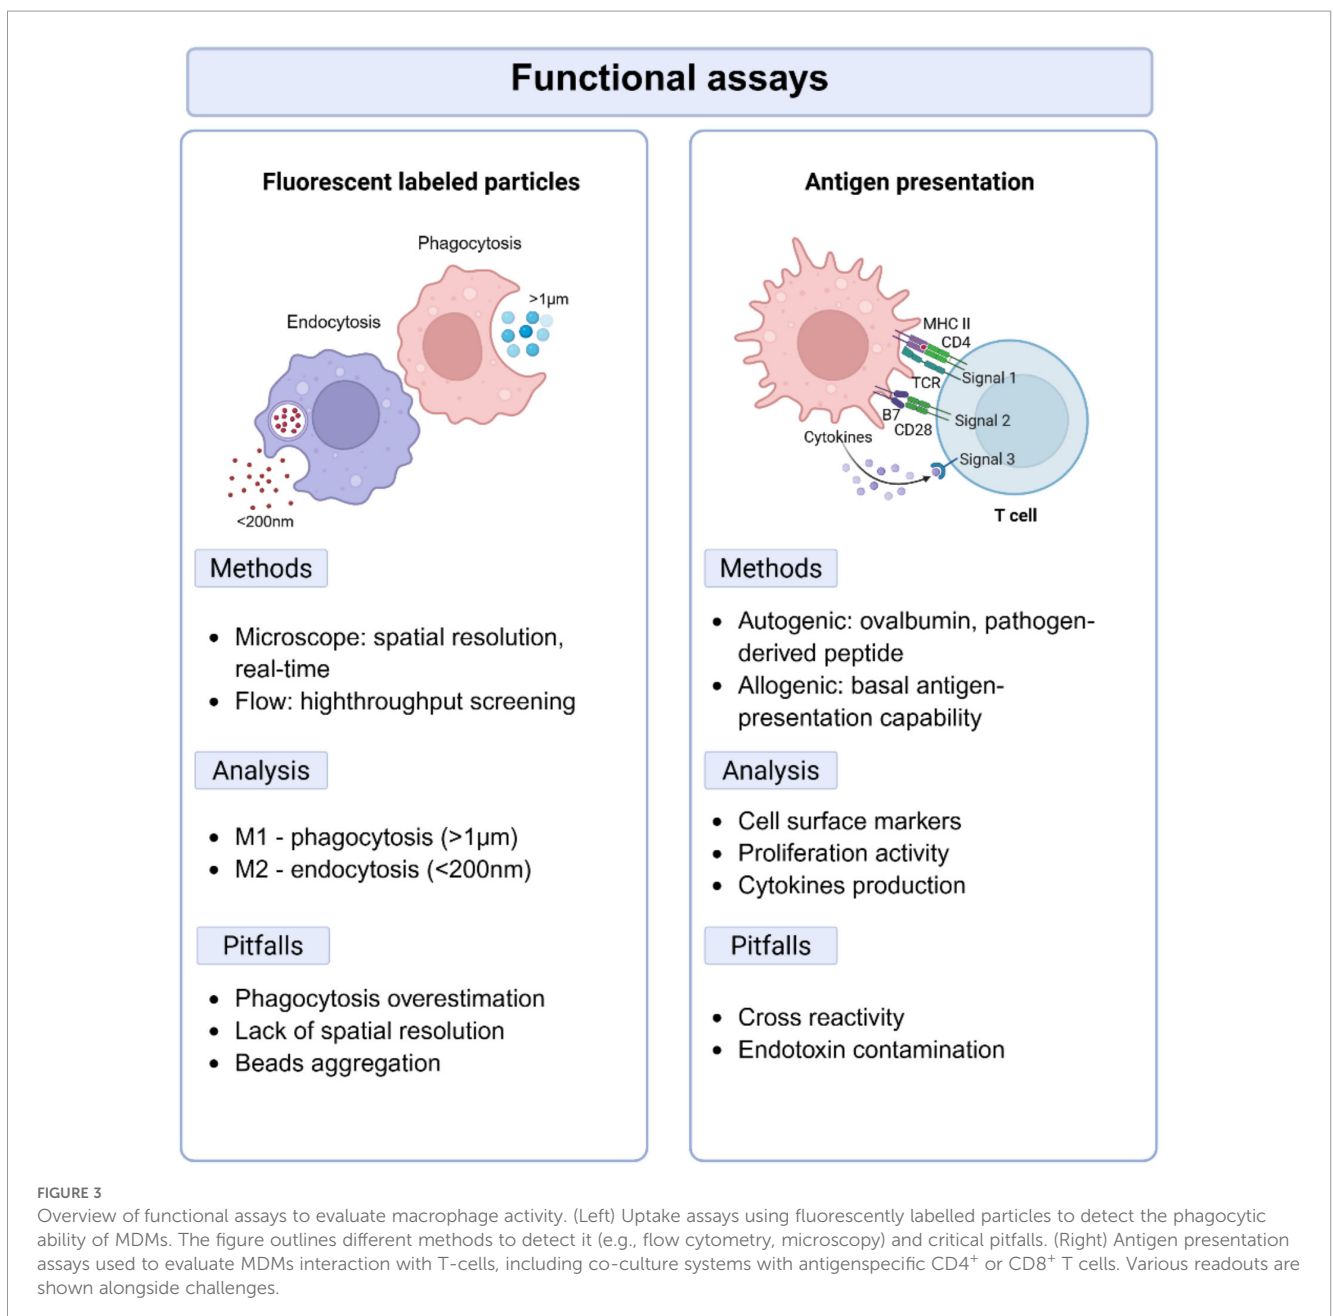 Functional assays
Fluorescent labeled particles
Phagocytosis
>1µm
Endocytosis
<200nm
Methods
• Microscope: spatial resolution,
real-time
• Flow: highthroughput screening
Analysis
• M1 - phagocytosis (>1µm)
• M2 - endocytosis (<200nm)
Pitfalls
• Phagocytosis overestimation
• Lack of spatial resolution
• Beads aggregation
Antigen presentation
MHC II
CD4
TCR
Signal 1
B7
CD28
Signal 2
Cytokines
Signal 3
T cell
Methods
• Autogenic: ovalbumin, pathogen-
derived peptide
• Allogenic: basal antigen-
presentation capability
Analysis
• Cell surface markers
• Proliferation activity
• Cytokines production
Pitfalls
• Cross reactivity
• Endotoxin contamination
FIGURE 3
Overview of functional assays to evaluate macrophage activity. (Left) Uptake assays using fluorescently labelled particles to detect the phagocytic
ability of MDMs. The figure outlines different methods to detect it (e.g., flow cytometry, microscopy) and critical pitfalls. (Right) Antigen presentation
assays used to evaluate MDMs interaction with T-cells, including co-culture systems with antigenspecific CD4⁺ or CD8⁺ T cells. Various readouts are
shown alongside challenges.